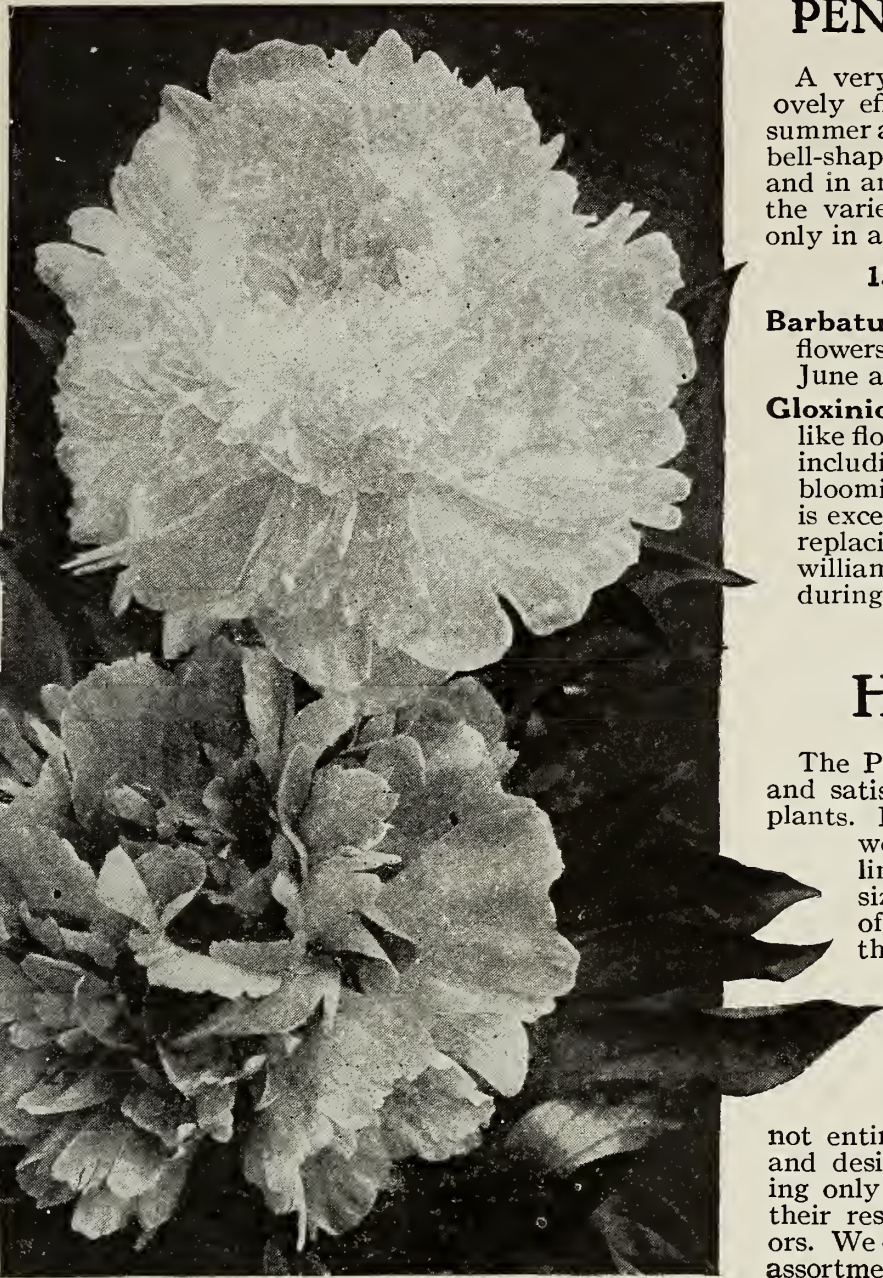 PEN
A very
ovely ef
summer a
bell-shap
and in an
the varie
only in a
1.
Barbatu
flowers
June a
Gloxinio
like flo
includi
bloomi
is exce
replaci
william
during
H
The P
and satis
plants. I
we
lin
siz
of
th
not entir
and desi
ing only
their res
ors. We
assortme